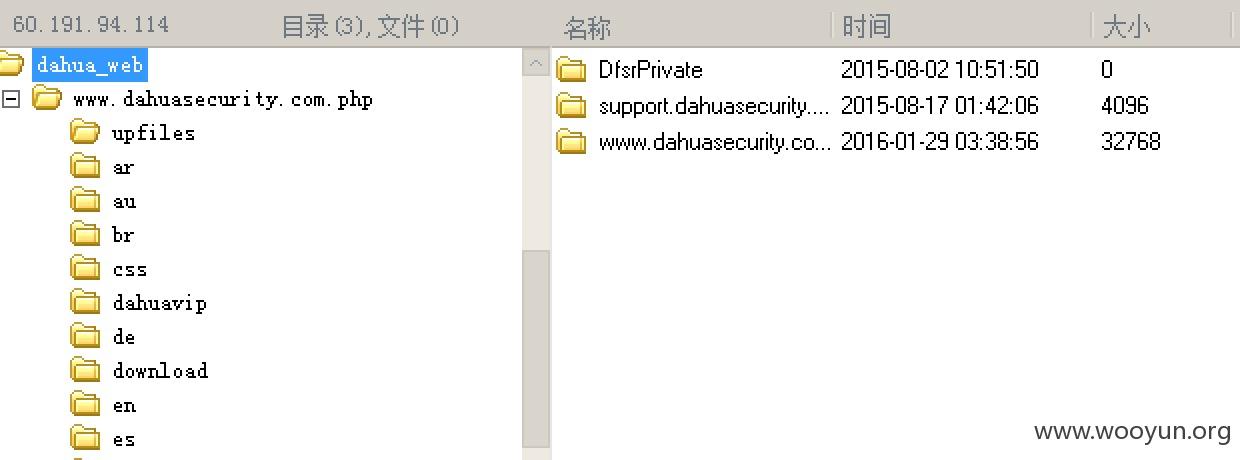 60.191.94.114 目录(3),文件(0) 名称 时间 大小
dahua_web
www.dahuasecurity.com.php
upfiles
ar
au
br
css
dahuavip
de
download
en
es
DfsrPrivate 2015-08-02 10:51:50 0
support.dahuasecurity.... 2015-08-17 01:42:06 4096
www.dahuasecurity.co... 2016-01-29 03:38:56 32768
www.wooyun.org